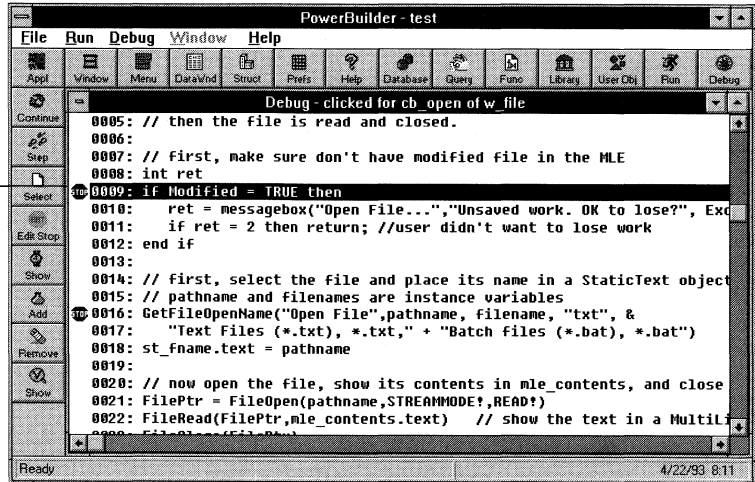 PowerBuilder - test
File Run Debug Window Help
Appl Window Menu DataWnd Struct Prefs Help Database Query Func Library User Obj Run Debug
Continue
Step
Select
Edit Stop
Show
Add
Remove
Show
Debug - clicked for cb_open of w_file
0005: // then the file is read and closed.
0006:
0007: // first, make sure don't have modified file in the MLE
0008: int ret
STOP 0009: if Modified = TRUE then
0010: ret = messagebox("Open File...","Unsaved work. OK to lose?", Exc
0011: if ret = 2 then return; //user didn't want to lose work
0012: end if
0013:
0014: // first, select the file and place its name in a StaticText object
0015: // pathname and filenames are instance variables
STOP 0016: GetFileOpenName("Open File",pathname, filename, "txt", &
0017: "Text Files (*.txt), *.txt," + "Batch files (*.bat), *.bat")
0018: st_fname.text = pathname
0019:
0020: // now open the file, show its contents in mle_contents, and close
0021: FilePtr = FileOpen(pathname,STREAMMODE!,READ!)
0022: FileRead(FilePtr,mle_contents.text) // show the text in a MultiLi
Ready 4/22/93 8:11